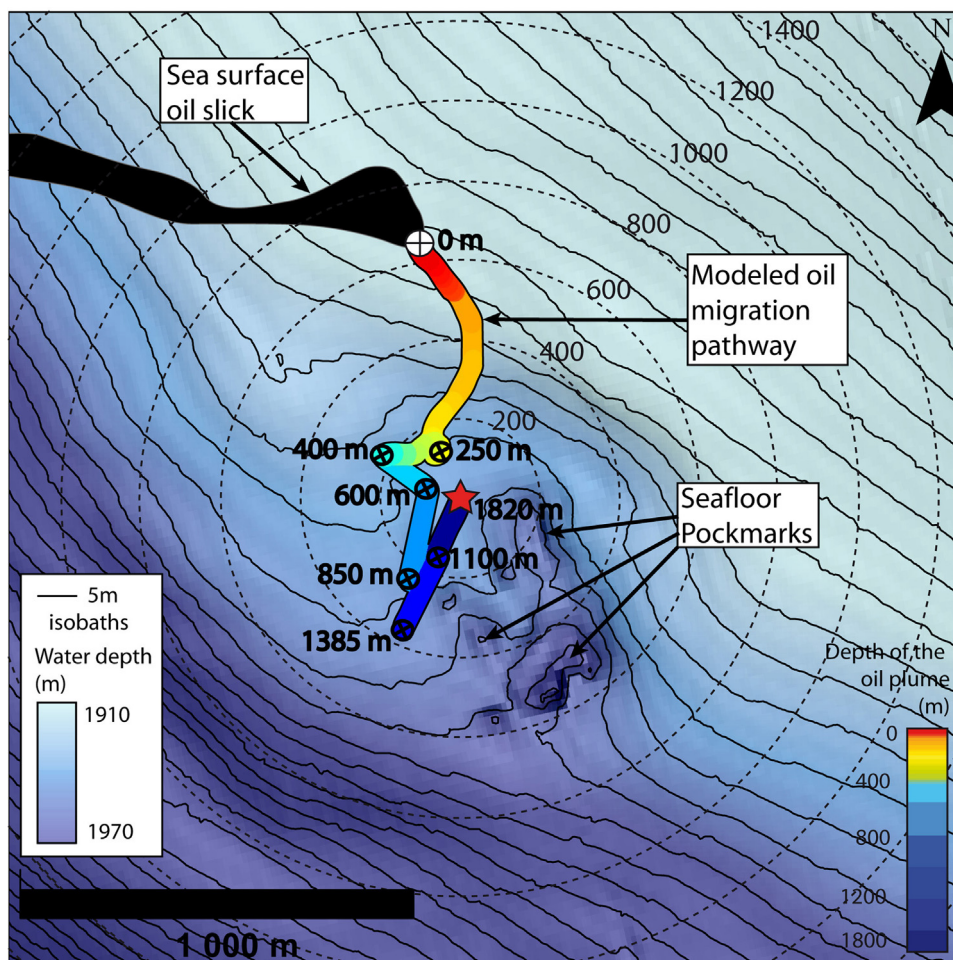 1400
N
Sea surface
oil slick
1200
1000
800
0 m
Modeled oil
migration
pathway
600
400
200
400 m
250 m
600 m
1820 m
Seafloor
Pockmarks
1100 m
850 m
1385 m
5m
isobaths
Water depth
(m)
1910
1970
Depth of the
oil plume
(m)
0
400
800
1200
1800
1 000 m